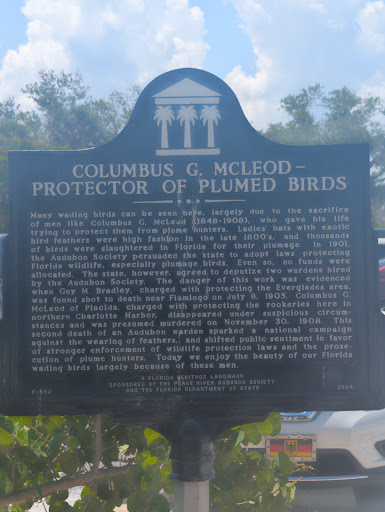 COLUMBUS G. MCLEOD –
PROTECTOR OF PLUMED BIRDS
Many wading birds can be seen here, largely due to the sacrifice
of men like Columbus G. McLeod (1848-1908), who gave his life
trying to protect them from plume hunters. Ladies' hats with exotic
bird feathers were high fashion in the late 1800's, and thousands
of birds were slaughtered in Florida for their plumage. In 1901,
the Audubon Society persuaded the state to adopt laws protecting
Florida wildlife, especially plumage birds. Even so, no funds were
allocated. The state, however, agreed to deputize two wardens hired
by the Audubon Society. The danger of this work was evidenced
when Guy M. Bradley, charged with protecting the Everglades area,
was found shot to death near Flamingo on July 8, 1905. Columbus G.
McLeod of Placida, charged with protecting the rookeries here in
northern Charlotte Harbor, disappeared under suspicious circum-
stances and was presumed murdered on November 30, 1908. This
second death of an Audubon warden sparked a national campaign
against the wearing of feathers, and shifted public sentiment in favor
of stronger enforcement of wildlife protection laws and the prose-
cution of plume hunters. Today we enjoy the beauty of our Florida
wading birds largely because of these men.
A FLORIDA HERITAGE LANDMARK
SPONSORED BY THE PEACE RIVER AUDUBON SOCIETY
AND THE FLORIDA DEPARTMENT OF STATE
F-552
2004